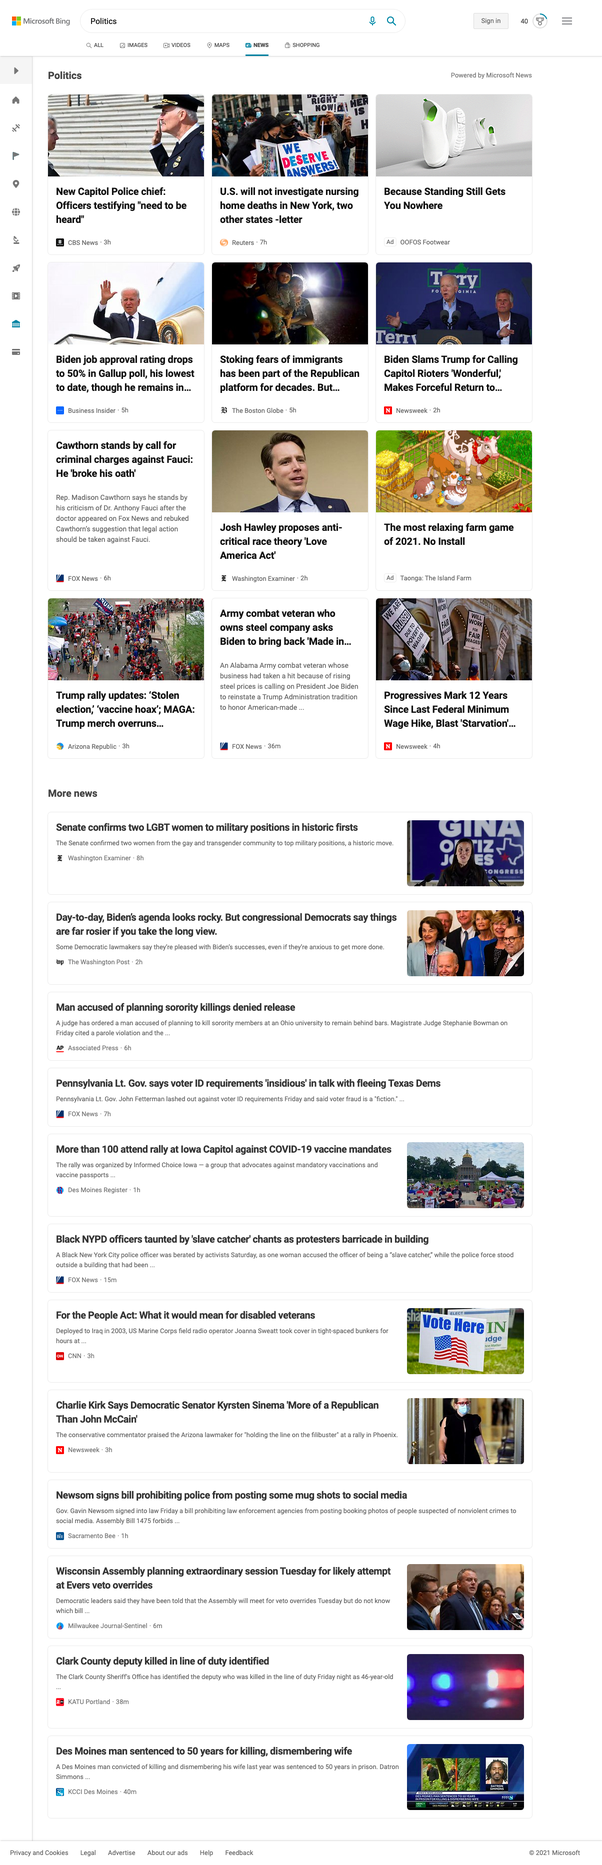 Microsoft Bing
Politics
Sign in
40
ALL
IMAGES
VIDEOS
MAPS
NEWS
SHOPPING
Politics
Powered by Microsoft News
WE
DESERVE
ANSWERS!
New Capitol Police chief:
Officers testifying "need to be
heard"
CBS News · 3h
U.S. will not investigate nursing
home deaths in New York, two
other states -letter
Reuters · 7h
Because Standing Still Gets
You Nowhere
Ad OOFOS Footwear
Terry
Biden job approval rating drops
to 50% in Gallup poll, his lowest
to date, though he remains in...
Business Insider · 5h
Stoking fears of immigrants
has been part of the Republican
platform for decades. But...
The Boston Globe · 5h
Biden Slams Trump for Calling
Capitol Rioters 'Wonderful,'
Makes Forceful Return to...
Newsweek · 2h
Cawthorn stands by call for
criminal charges against Fauci:
He 'broke his oath'
Rep. Madison Cawthorn says he stands by
his criticism of Dr. Anthony Fauci after the
doctor appeared on Fox News and rebuked
Cawthorn's suggestion that legal action
should be taken against Fauci.
FOX News · 6h
Josh Hawley proposes anti-
critical race theory 'Love
America Act'
Washington Examiner · 2h
The most relaxing farm game
of 2021. No Install
Ad Taonga: The Island Farm
Trump rally updates: 'Stolen
election,' 'vaccine hoax'; MAGA:
Trump merch overruns...
Arizona Republic · 3h
Army combat veteran who
owns steel company asks
Biden to bring back 'Made in...
An Alabama Army combat veteran whose
business had taken a hit because of rising
steel prices is calling on President Joe Biden
to reinstate a Trump Administration tradition
to honor American-made ...
FOX News · 36m
Progressives Mark 12 Years
Since Last Federal Minimum
Wage Hike, Blast 'Starvation'...
Newsweek · 4h
More news
Senate confirms two LGBT women to military positions in historic firsts
The Senate confirmed two women from the gay and transgender community to top military positions, a historic move.
Washington Examiner · 8h
GINA
ORTIZ
JONES
CONGRESS
Day-to-day, Biden's agenda looks rocky. But congressional Democrats say things
are far rosier if you take the long view.
Some Democratic lawmakers say they're pleased with Biden's successes, even if they're anxious to get more done.
The Washington Post · 2h
Man accused of planning sorority killings denied release
A judge has ordered a man accused of planning to kill sorority members at an Ohio university to remain behind bars. Magistrate Judge Stephanie Bowman on
Friday cited a parole violation and the ...
AP Associated Press · 6h
Pennsylvania Lt. Gov. says voter ID requirements 'insidious' in talk with fleeing Texas Dems
Pennsylvania Lt. Gov. John Fetterman lashed out against voter ID requirements Friday and said voter fraud is a "fiction." ...
FOX News · 7h
More than 100 attend rally at Iowa Capitol against COVID-19 vaccine mandates
The rally was organized by Informed Choice Iowa — a group that advocates against mandatory vaccinations and
vaccine passports ...
Des Moines Register · 1h
Black NYPD officers taunted by 'slave catcher' chants as protesters barricade in building
A Black New York City police officer was berated by activists Saturday, as one woman accused the officer of being a "slave catcher," while the police force stood
outside a building that had been ...
FOX News · 15m
For the People Act: What it would mean for disabled veterans
Deployed to Iraq in 2003, US Marine Corps field radio operator Joanna Sweatt took cover in tight-spaced bunkers for
hours at ...
CNN · 3h
Vote Here
Charlie Kirk Says Democratic Senator Kyrsten Sinema 'More of a Republican
Than John McCain'
The conservative commentator praised the Arizona lawmaker for "holding the line on the filibuster" at a rally in Phoenix.
Newsweek · 3h
Newsom signs bill prohibiting police from posting some mug shots to social media
Gov. Gavin Newsom signed into law Friday a bill prohibiting law enforcement agencies from posting booking photos of people suspected of nonviolent crimes to
social media. Assembly Bill 1475 forbids ...
Sacramento Bee · 1h
Wisconsin Assembly planning extraordinary session Tuesday for likely attempt
at Evers veto overrides
Democratic leaders said they have been told that the Assembly will meet for veto overrides Tuesday but do not know
which bill ...
Milwaukee Journal-Sentinel · 6m
Clark County deputy killed in line of duty identified
The Clark County Sheriff's Office has identified the deputy who was killed in the line of duty Friday night as 46-year-old
...
KATU Portland · 38m
Des Moines man sentenced to 50 years for killing, dismembering wife
A Des Moines man convicted of killing and dismembering his wife last year was sentenced to 50 years in prison. Datron
Simmons ...
KCCI Des Moines · 40m
Privacy and Cookies
Legal
Advertise
About our ads
Help
Feedback
© 2021 Microsoft